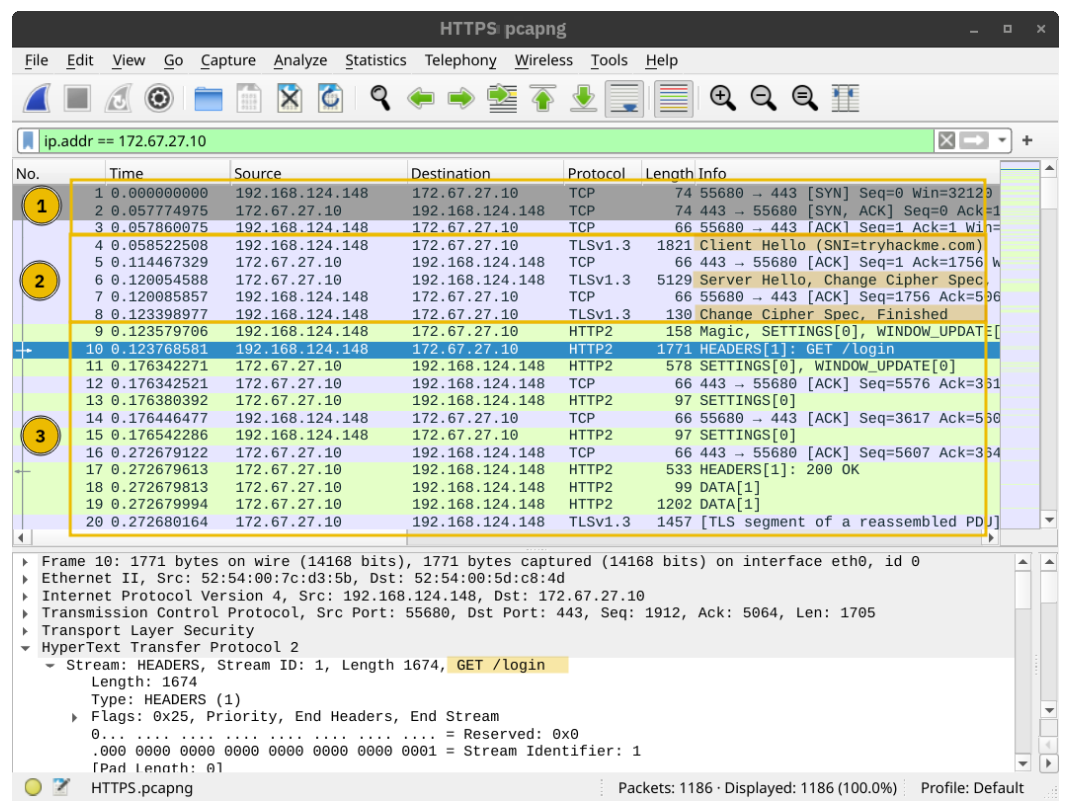 HTTPS pcapng
File Edit View Go Capture Analyze Statistics Telephony Wireless Tools Help
ip.addr == 172.67.27.10
No. Time Source Destination Protocol Length Info
1
1 0.000000000 192.168.124.148 172.67.27.10 TCP 74 55680 → 443 [SYN] Seq=0 Win=32120
2 0.057774975 172.67.27.10 192.168.124.148 TCP 74 443 → 55680 [SYN, ACK] Seq=0 Ack=1
3 0.057860075 192.168.124.148 172.67.27.10 TCP 66 55680 → 443 [ACK] Seq=1 Ack=1 Win=
2
4 0.058522508 192.168.124.148 172.67.27.10 TLSv1.3 1821 Client Hello (SNI=tryhackme.com)
5 0.114467329 172.67.27.10 192.168.124.148 TCP 66 443 → 55680 [ACK] Seq=1 Ack=1756 W
6 0.120054588 172.67.27.10 192.168.124.148 TLSv1.3 5129 Server Hello, Change Cipher Spec,
7 0.120085857 192.168.124.148 172.67.27.10 TCP 66 55680 → 443 [ACK] Seq=1756 Ack=506
8 0.123398977 192.168.124.148 172.67.27.10 TLSv1.3 130 Change Cipher Spec, Finished
3
9 0.123579706 192.168.124.148 172.67.27.10 HTTP2 158 Magic, SETTINGS[0], WINDOW_UPDATE[
10 0.123768581 192.168.124.148 172.67.27.10 HTTP2 1771 HEADERS[1]: GET /login
11 0.176342271 172.67.27.10 192.168.124.148 HTTP2 578 SETTINGS[0], WINDOW_UPDATE[0]
12 0.176342521 172.67.27.10 192.168.124.148 TCP 66 443 → 55680 [ACK] Seq=5576 Ack=361
13 0.176380392 172.67.27.10 192.168.124.148 HTTP2 97 SETTINGS[0]
14 0.176446477 192.168.124.148 172.67.27.10 TCP 66 55680 → 443 [ACK] Seq=3617 Ack=560
15 0.176542286 192.168.124.148 172.67.27.10 HTTP2 97 SETTINGS[0]
16 0.272679122 172.67.27.10 192.168.124.148 TCP 66 443 → 55680 [ACK] Seq=5607 Ack=364
17 0.272679613 172.67.27.10 192.168.124.148 HTTP2 533 HEADERS[1]: 200 OK
18 0.272679813 172.67.27.10 192.168.124.148 HTTP2 99 DATA[1]
19 0.272679994 172.67.27.10 192.168.124.148 HTTP2 1202 DATA[1]
20 0.272680164 172.67.27.10 192.168.124.148 TLSv1.3 1457 [TLS segment of a reassembled PDU]
Frame 10: 1771 bytes on wire (14168 bits), 1771 bytes captured (14168 bits) on interface eth0, id 0
Ethernet II, Src: 52:54:00:7c:d3:5b, Dst: 52:54:00:5d:c8:4d
Internet Protocol Version 4, Src: 192.168.124.148, Dst: 172.67.27.10
Transmission Control Protocol, Src Port: 55680, Dst Port: 443, Seq: 1912, Ack: 5064, Len: 1705
Transport Layer Security
HyperText Transfer Protocol 2
Stream: HEADERS, Stream ID: 1, Length 1674, GET /login
Length: 1674
Type: HEADERS (1)
Flags: 0x25, Priority, End Headers, End Stream
0... .... .... .... .... .... .... .... = Reserved: 0x0
.000 0000 0000 0000 0000 0000 0000 0001 = Stream Identifier: 1
[Pad Length: 0]
HTTPS.pcapng Packets: 1186 · Displayed: 1186 (100.0%) Profile: Default